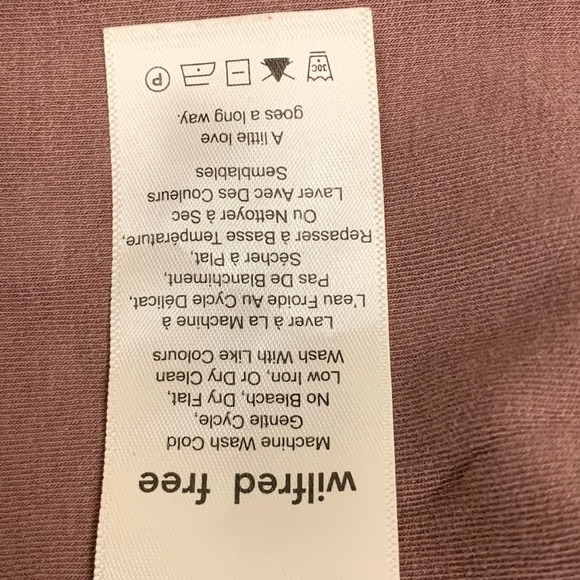 wilfred free
Machine Wash Cold
Gentle Cycle,
No Bleach, Dry Flat,
Low Iron, Or Dry Clean
Wash With Like Colours
Laver à La Machine à
L'eau Froide Au Cycle Délicat,
Pas De Blanchiment,
Sécher à Plat,
Repasser à Basse Température,
Ou Nettoyer à Sec
Laver Avec Des Couleurs
Semblables
A little love
goes a long way.
30C P